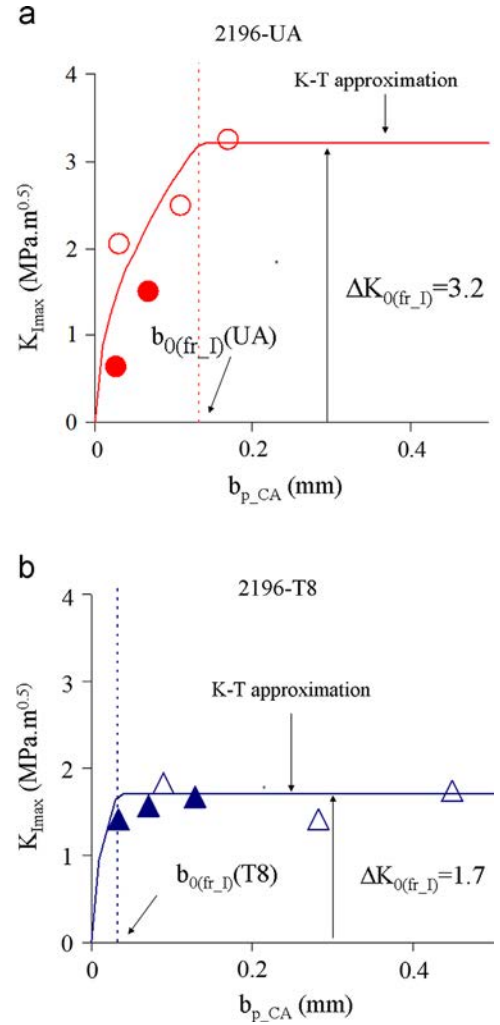 a
2196-UA
4
K-T approximation
3
K_Imax (MPa.m^0.5)
2
ΔK_0(fr_I)=3.2
1
b_0(fr_I)(UA)
0
0
0.2
0.4
b_p_CA (mm)
b
2196-T8
4
3
K-T approximation
K_Imax (MPa.m^0.5)
2
1
b_0(fr_I)(T8)
ΔK_0(fr_I)=1.7
0
0
0.2
0.4
b_p_CA (mm)